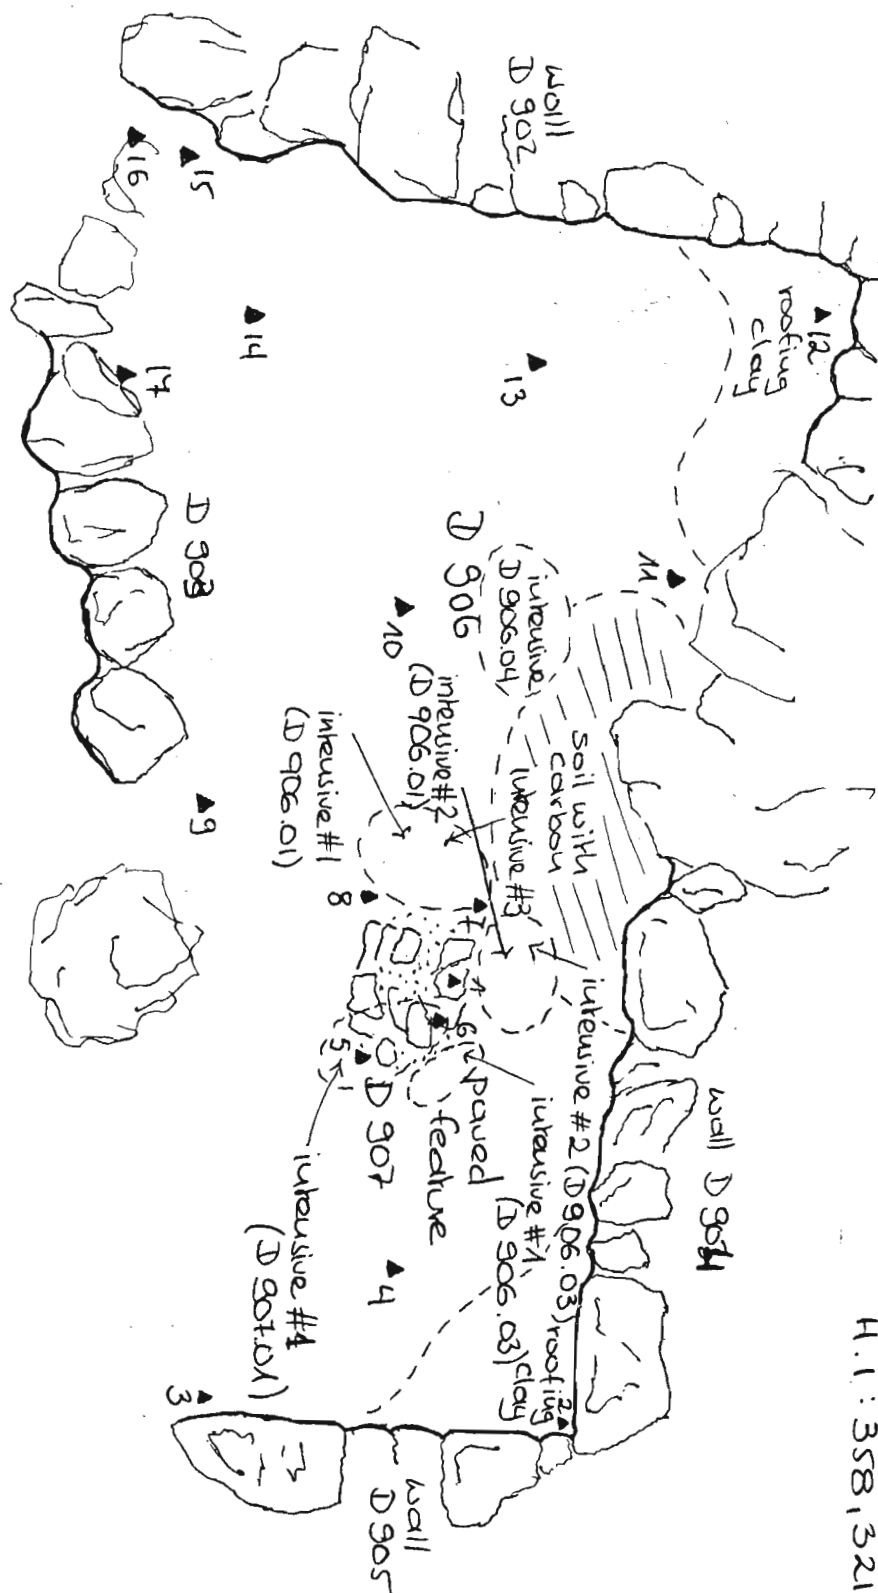 H.I.: 358,321
wall
D 902
▲12
roofing
clay
▲16
▲15
▲14
▲13
▲17
D 903
11▲
D 906
intensive
(D 906.04)
▲10
soil with
carbon
intensive #2
(D 906.01)
intensive #3
intensive #1
(D 906.01)
▲9
8▲
▲7
intensive #2 (D 906.03)
wall D 904
6
paved
feature
5▲
D 907
intensive #1
(D 906.03)
roofing
clay
intensive #1
(D 907.01)
▲4
2▲
3▲
wall
D 905